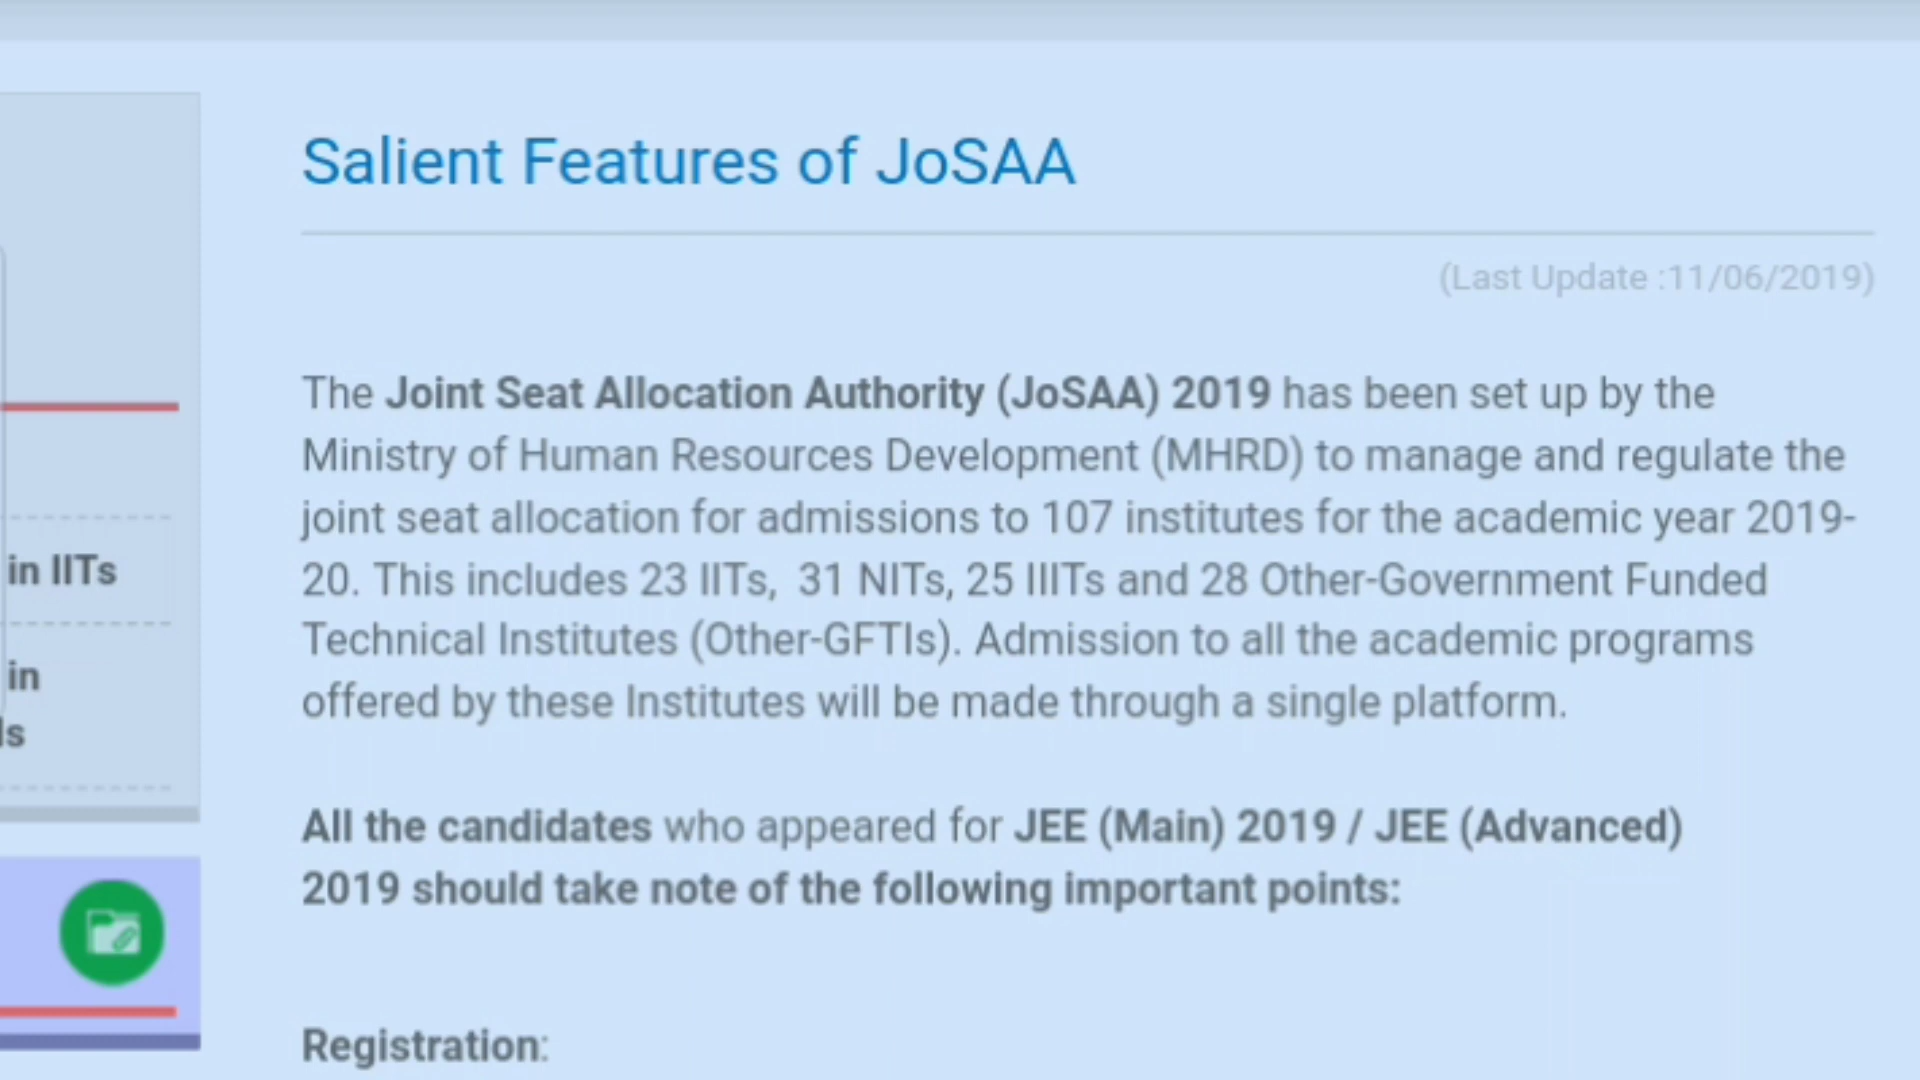 Salient Features of JoSAA
(Last Update :11/06/2019)
The Joint Seat Allocation Authority (JoSAA) 2019 has been set up by the
Ministry of Human Resources Development (MHRD) to manage and regulate the
joint seat allocation for admissions to 107 institutes for the academic year 2019-
20. This includes 23 IITs,  31 NITs, 25 IIITs and 28 Other-Government Funded
Technical Institutes (Other-GFTIs). Admission to all the academic programs
offered by these Institutes will be made through a single platform.
All the candidates who appeared for JEE (Main) 2019 / JEE (Advanced)
2019 should take note of the following important points:
Registration:
in IITs
in